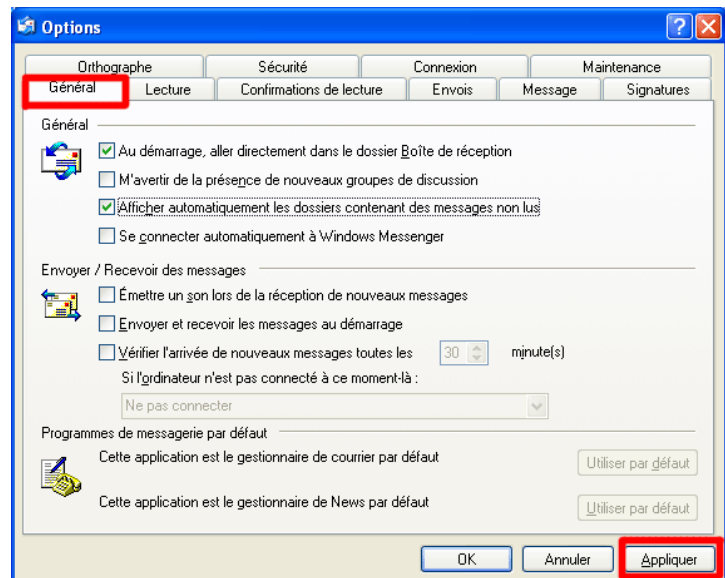 Options
Orthographe Sécurité Connexion Maintenance
Général Lecture Confirmations de lecture Envois Message Signatures
Général
Au démarrage, aller directement dans le dossier Boîte de réception
M'avertir de la présence de nouveaux groupes de discussion
Afficher automatiquement les dossiers contenant des messages non lus
Se connecter automatiquement à Windows Messenger
Envoyer / Recevoir des messages
Émettre un son lors de la réception de nouveaux messages
Envoyer et recevoir les messages au démarrage
Vérifier l'arrivée de nouveaux messages toutes les 30 minute(s)
Si l'ordinateur n'est pas connecté à ce moment-là :
Ne pas connecter
Programmes de messagerie par défaut
Cette application est le gestionnaire de courrier par défaut Utiliser par défaut
Cette application est le gestionnaire de News par défaut Utiliser par défaut
OK Annuler Appliquer